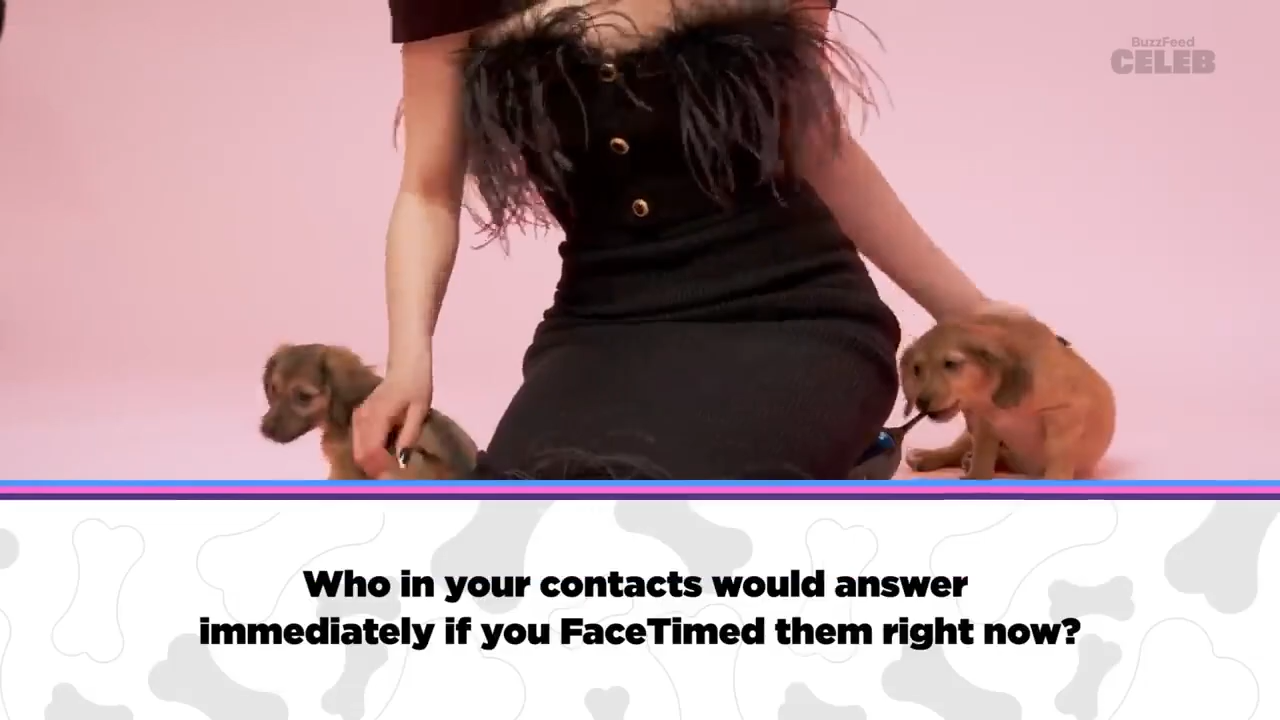 BuzzFeed
CELEB
Who in your contacts would answer
immediately if you FaceTimed them right now?